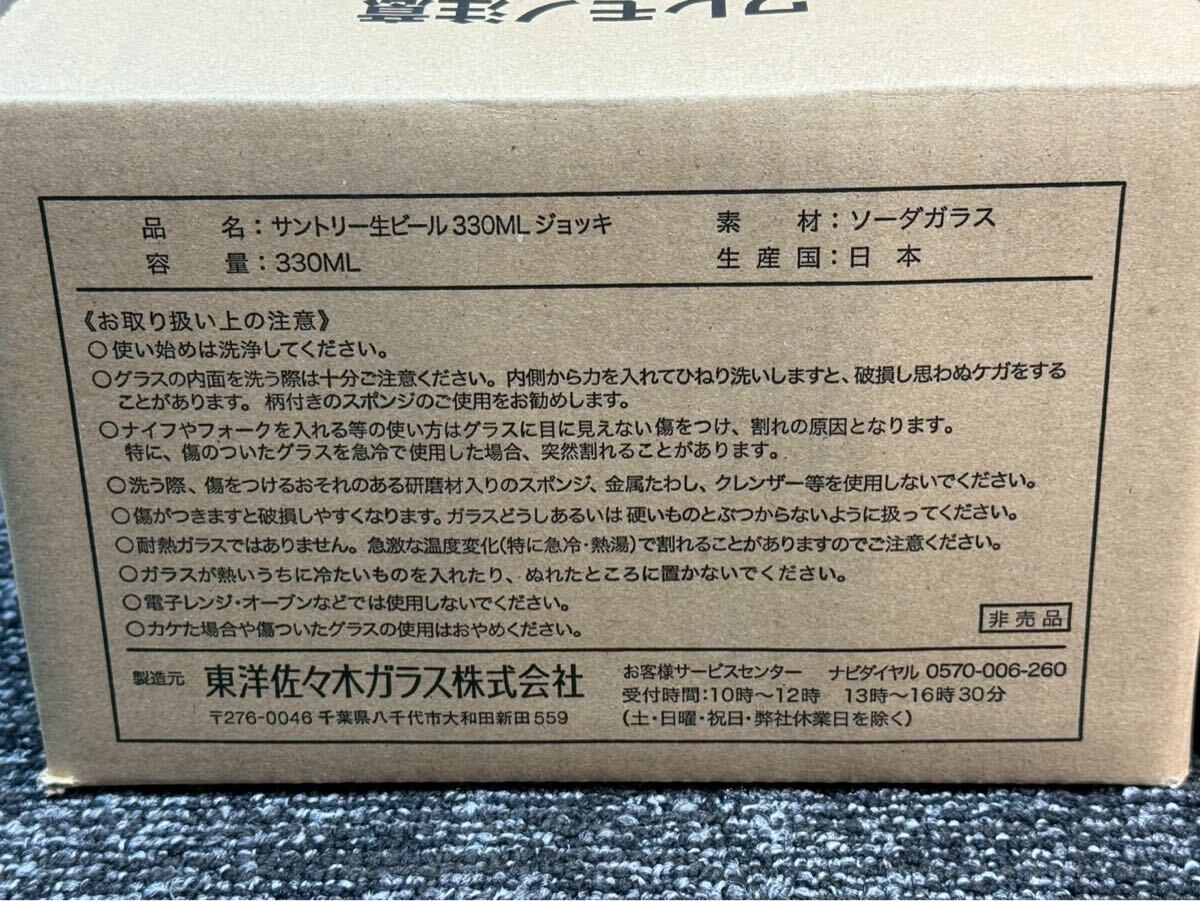 ワレモノ注意
品　名：サントリー生ビール330MLジョッキ　素　材：ソーダガラス
容　量：330ML　生産国：日　本
《お取り扱い上の注意》
○使い始めは洗浄してください。
○グラスの内面を洗う際は十分ご注意ください。内側から力を入れてひねり洗いしますと、破損し思わぬケガをする
ことがあります。柄付きのスポンジのご使用をお勧めします。
○ナイフやフォークを入れる等の使い方はグラスに目に見えない傷をつけ、割れの原因となります。
特に、傷のついたグラスを急冷で使用した場合、突然割れることがあります。
○洗う際、傷をつけるおそれのある研磨材入りのスポンジ、金属たわし、クレンザー等を使用しないでください。
○傷がつきますと破損しやすくなります。ガラスどうしあるいは硬いものとぶつからないように扱ってください。
○耐熱ガラスではありません。急激な温度変化(特に急冷・熱湯)で割れることがありますのでご注意ください。
○ガラスが熱いうちに冷たいものを入れたり、ぬれたところに置かないでください。
○電子レンジ・オーブンなどでは使用しないでください。
○カケた場合や傷ついたグラスの使用はおやめください。
非売品
製造元　東洋佐々木ガラス株式会社
〒276-0046 千葉県八千代市大和田新田559
お客様サービスセンター　ナビダイヤル 0570-006-260
受付時間：10時〜12時　13時〜16時30分
(土・日曜・祝日・弊社休業日を除く)